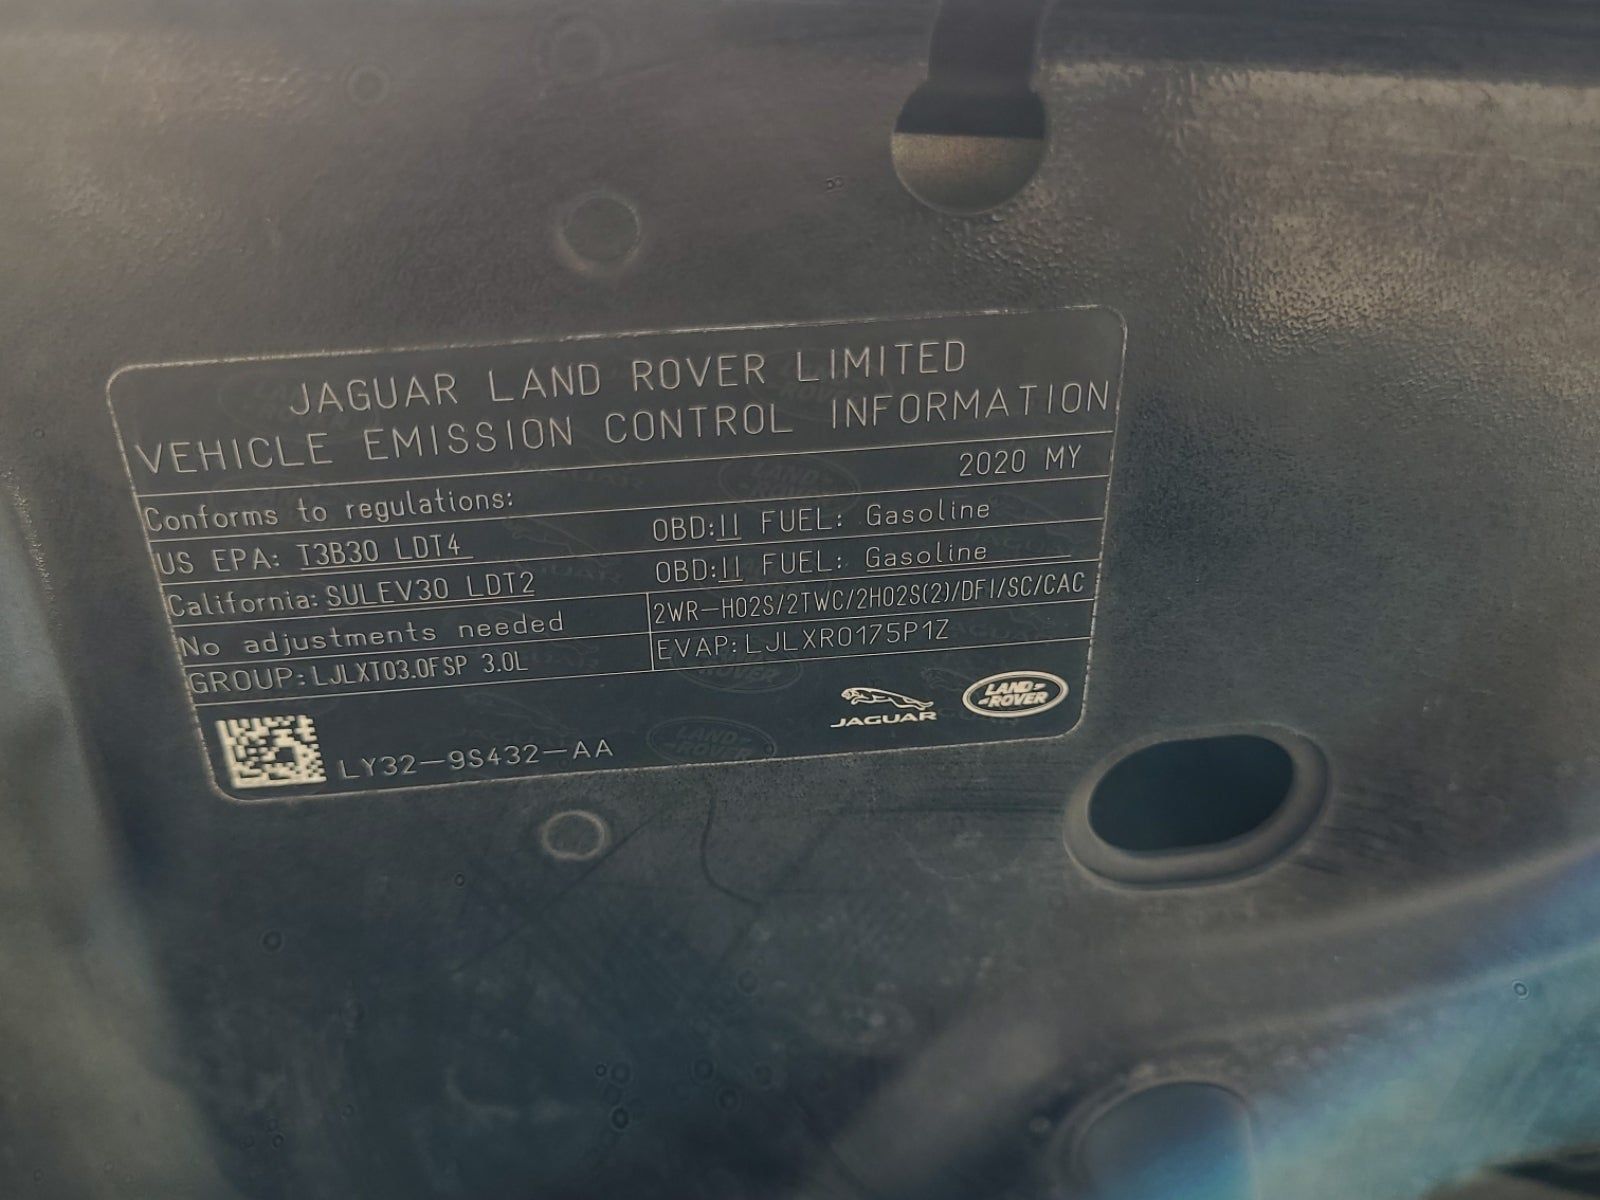 JAGUAR LAND ROVER LIMITED
VEHICLE EMISSION CONTROL INFORMATION
Conforms to regulations: 2020 MY
US EPA: T3B30 LDT4 OBD:II FUEL: Gasoline
California: SULEV30 LDT2 OBD:II FUEL: Gasoline
No adjustments needed 2WR-HO2S/2TWC/2HO2S(2)/DFI/SC/CAC
GROUP: LJLXT03.0FSP 3.0L EVAP: LJLXR0175P1Z
JAGUAR
LAND-
-ROVER
LY32-9S432-AA